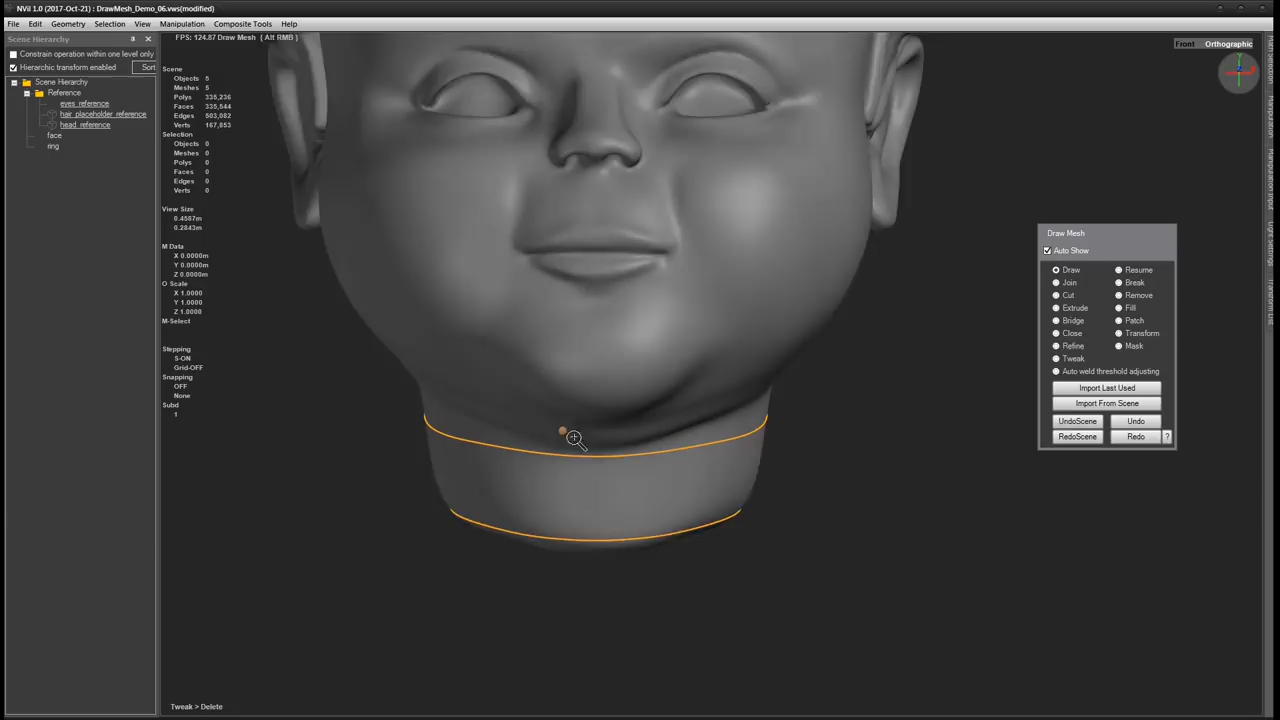 NVil 1.0 (2017-Oct-21) : DrawMesh_Demo_06.vws(modified)
File Edit Geometry Selection View Manipulation Composite Tools Help
Scene Hierarchy
Constrain operation within one level only
Hierarchic transform enabled Sort
Scene Hierarchy
Reference
eyes_reference
hair_placeholder_reference
head_reference
face
ring
FPS: 124.87 Draw Mesh ( Alt RMB )
Scene
Objects 5
Meshes 5
Polys 335,236
Faces 335,544
Edges 503,082
Verts 167,853
Selection
Objects 0
Meshes 0
Polys 0
Faces 0
Edges 0
Verts 0
View Size
0.4587m
0.2843m
M Data
X 0.0000m
Y 0.0000m
Z 0.0000m
O Scale
X 1.0000
Y 1.0000
Z 1.0000
M-Select
Stepping
S-ON
Grid-OFF
Snapping
OFF
None
Subd
1
Tweak > Delete
Front Orthographic
Draw Mesh
Auto Show
Draw Resume
Join Break
Cut Remove
Extrude Fill
Bridge Patch
Close Transform
Refine Mask
Tweak
Auto weld threshold adjusting
Import Last Used
Import From Scene
UndoScene Undo
RedoScene Redo ?
Manipulation
Manipulation Input
Light settings